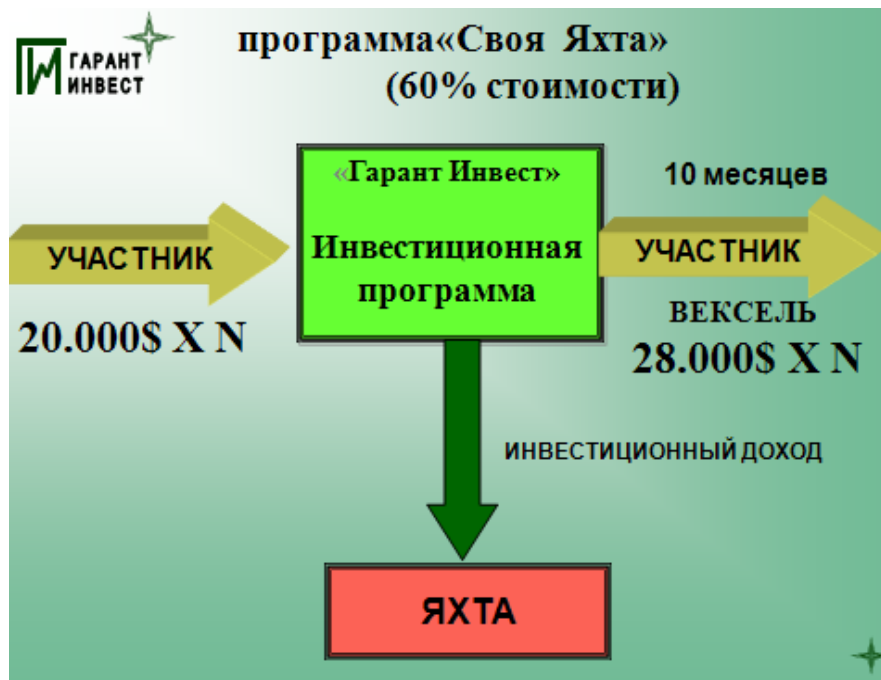 ГАРАНТ
ИНВЕСТ
программа«Своя Яхта»
(60% стоимости)
«Гарант Инвест»
Инвестиционная
программа
10 месяцев
УЧАСТНИК
20.000$ X N
УЧАСТНИК
ВЕКСЕЛЬ
28.000$ X N
ИНВЕСТИЦИОННЫЙ ДОХОД
ЯХТА